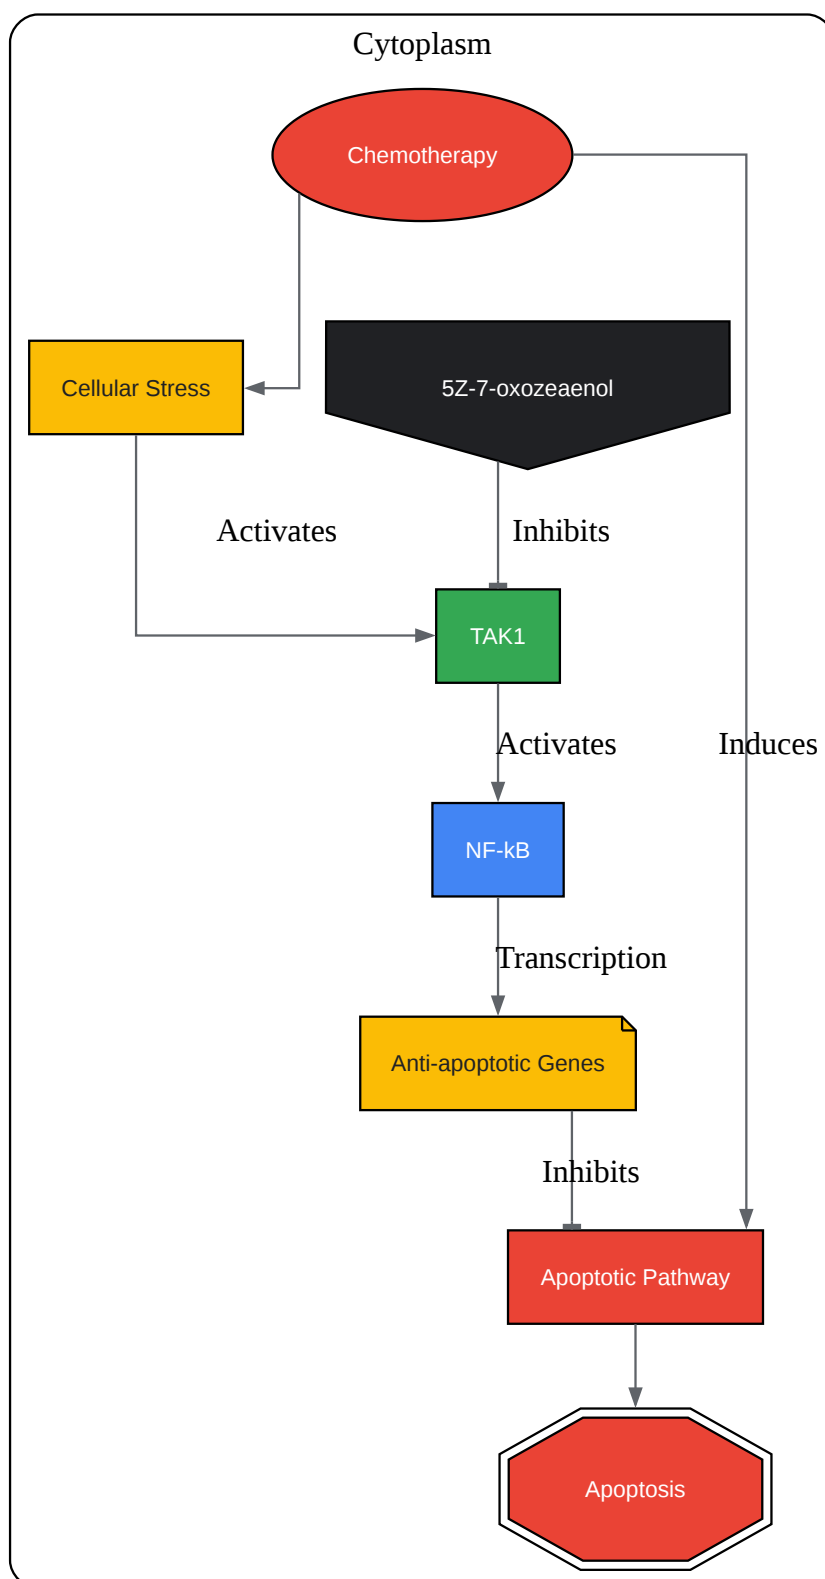 Cytoplasm
Chemotherapy
Cellular Stress
5Z-7-oxozeaenol
Activates
Inhibits
TAK1
Activates
Induces
NF-kB
Transcription
Anti-apoptotic Genes
Inhibits
Apoptotic Pathway
Apoptosis